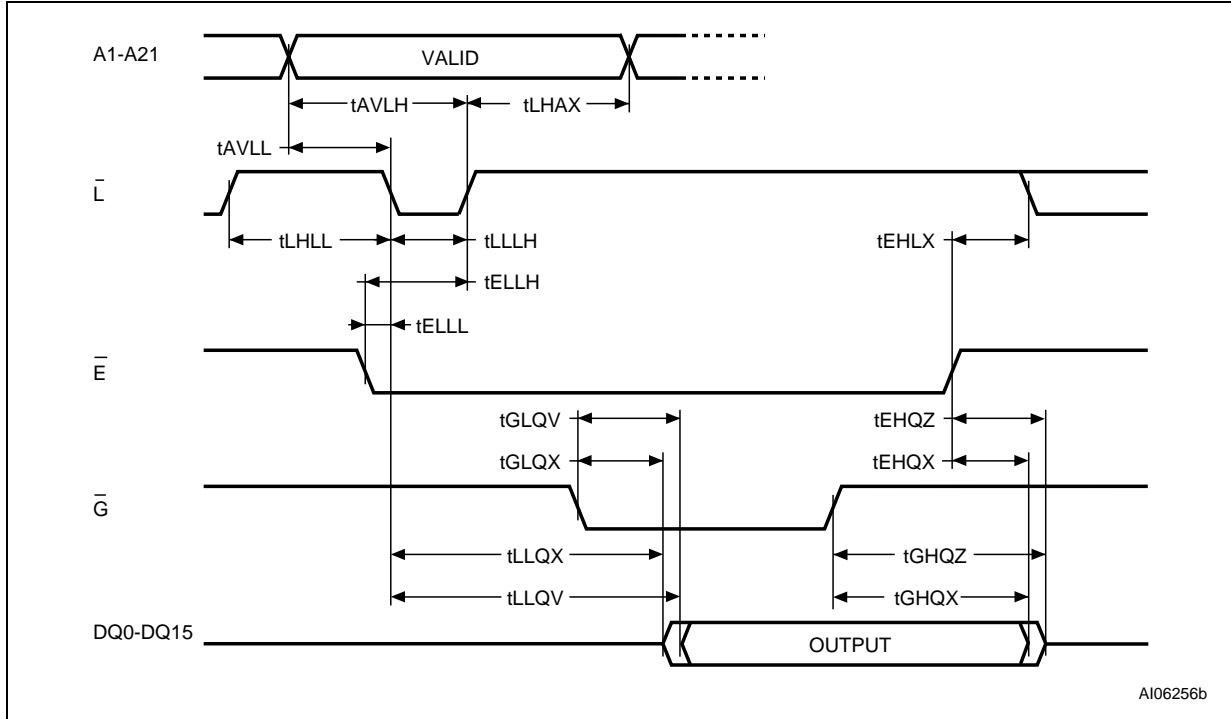 A1-A21
VALID
tAVLH
tLHAX
tAVLL
L̅
tLHLL
tLLLH
tEHLX
tELLH
tELLL
E̅
tGLQV
tEHQZ
tGLQX
tEHQX
G̅
tLLQX
tGHQZ
tLLQV
tGHQX
DQ0-DQ15
OUTPUT
AI06256b